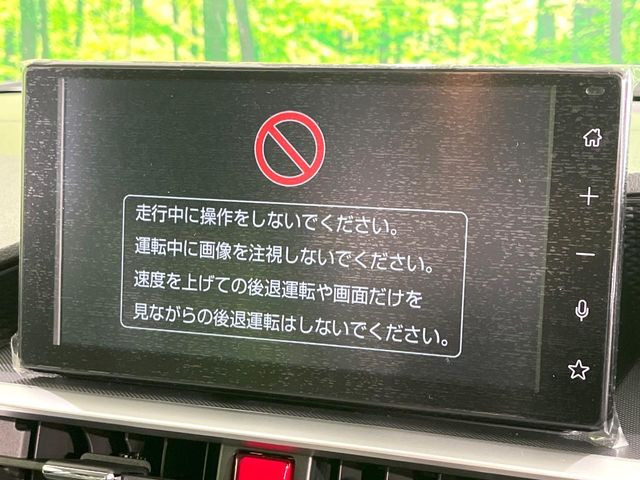 走行中に操作をしないでください。
運転中に画像を注視しないでください。
速度を上げての後退運転や画面だけを
見ながらの後退運転はしないでください。